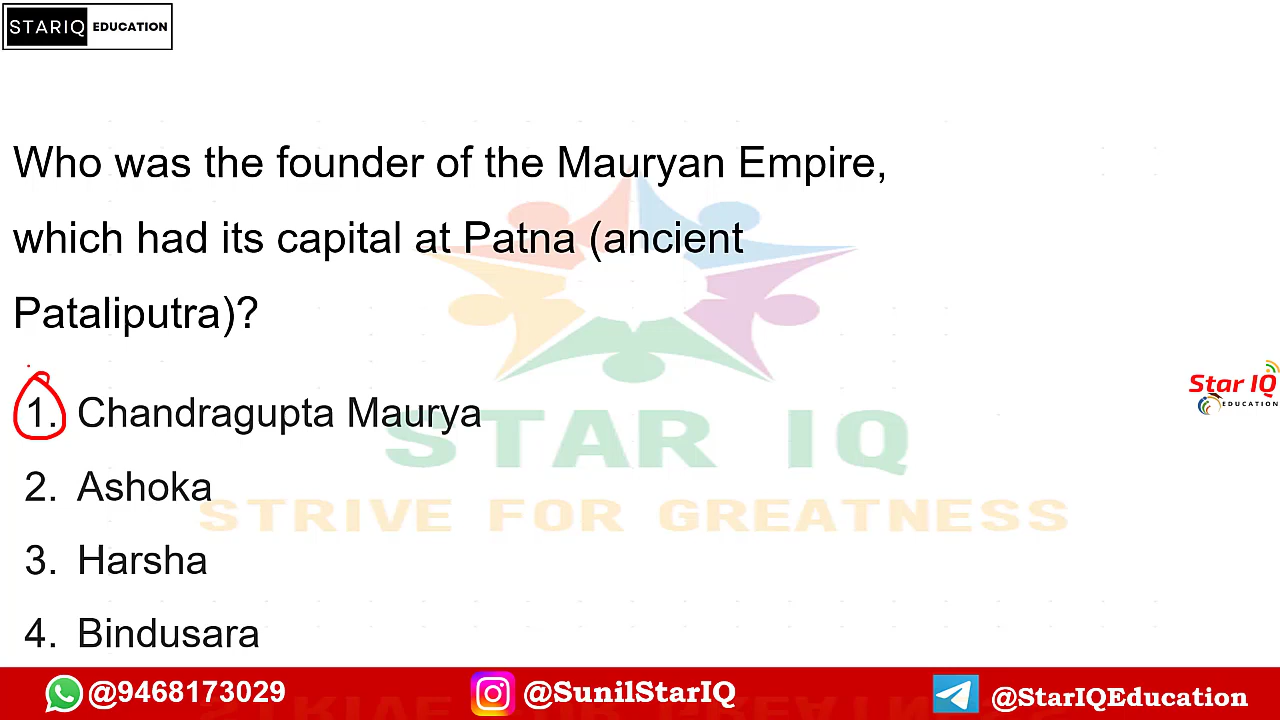 STARIQ EDUCATION
Who was the founder of the Mauryan Empire,
which had its capital at Patna (ancient
Pataliputra)?
1. Chandragupta Maurya
2. Ashoka
3. Harsha
4. Bindusara
STAR IQ
STRIVE FOR GREATNESS
Star IQ
EDUCATION
@9468173029 @SunilStarIQ @StarIQEducation